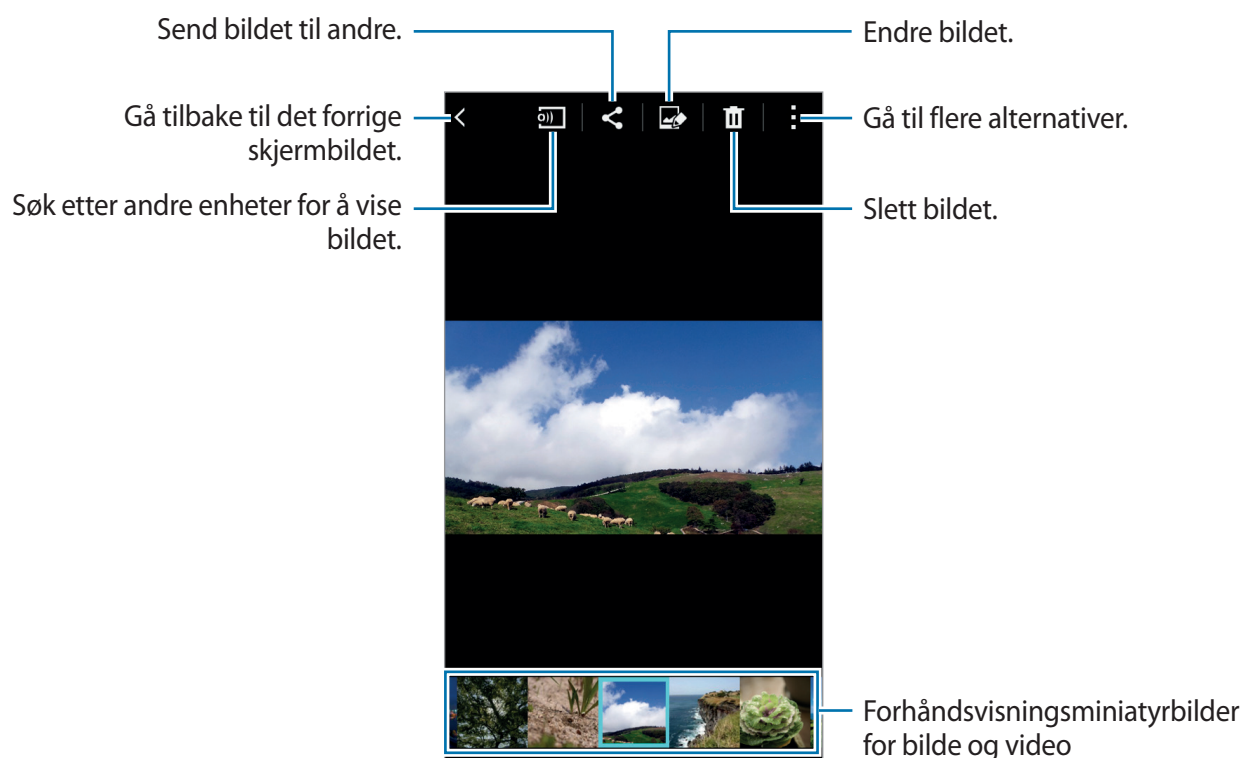 Send bildet til andre.
Endre bildet.
Gå tilbake til det forrige
skjermbildet.
Gå til flere alternativer.
Søk etter andre enheter for å vise
bildet.
Slett bildet.
Forhåndsvisningsminiatyrbilder
for bilde og video